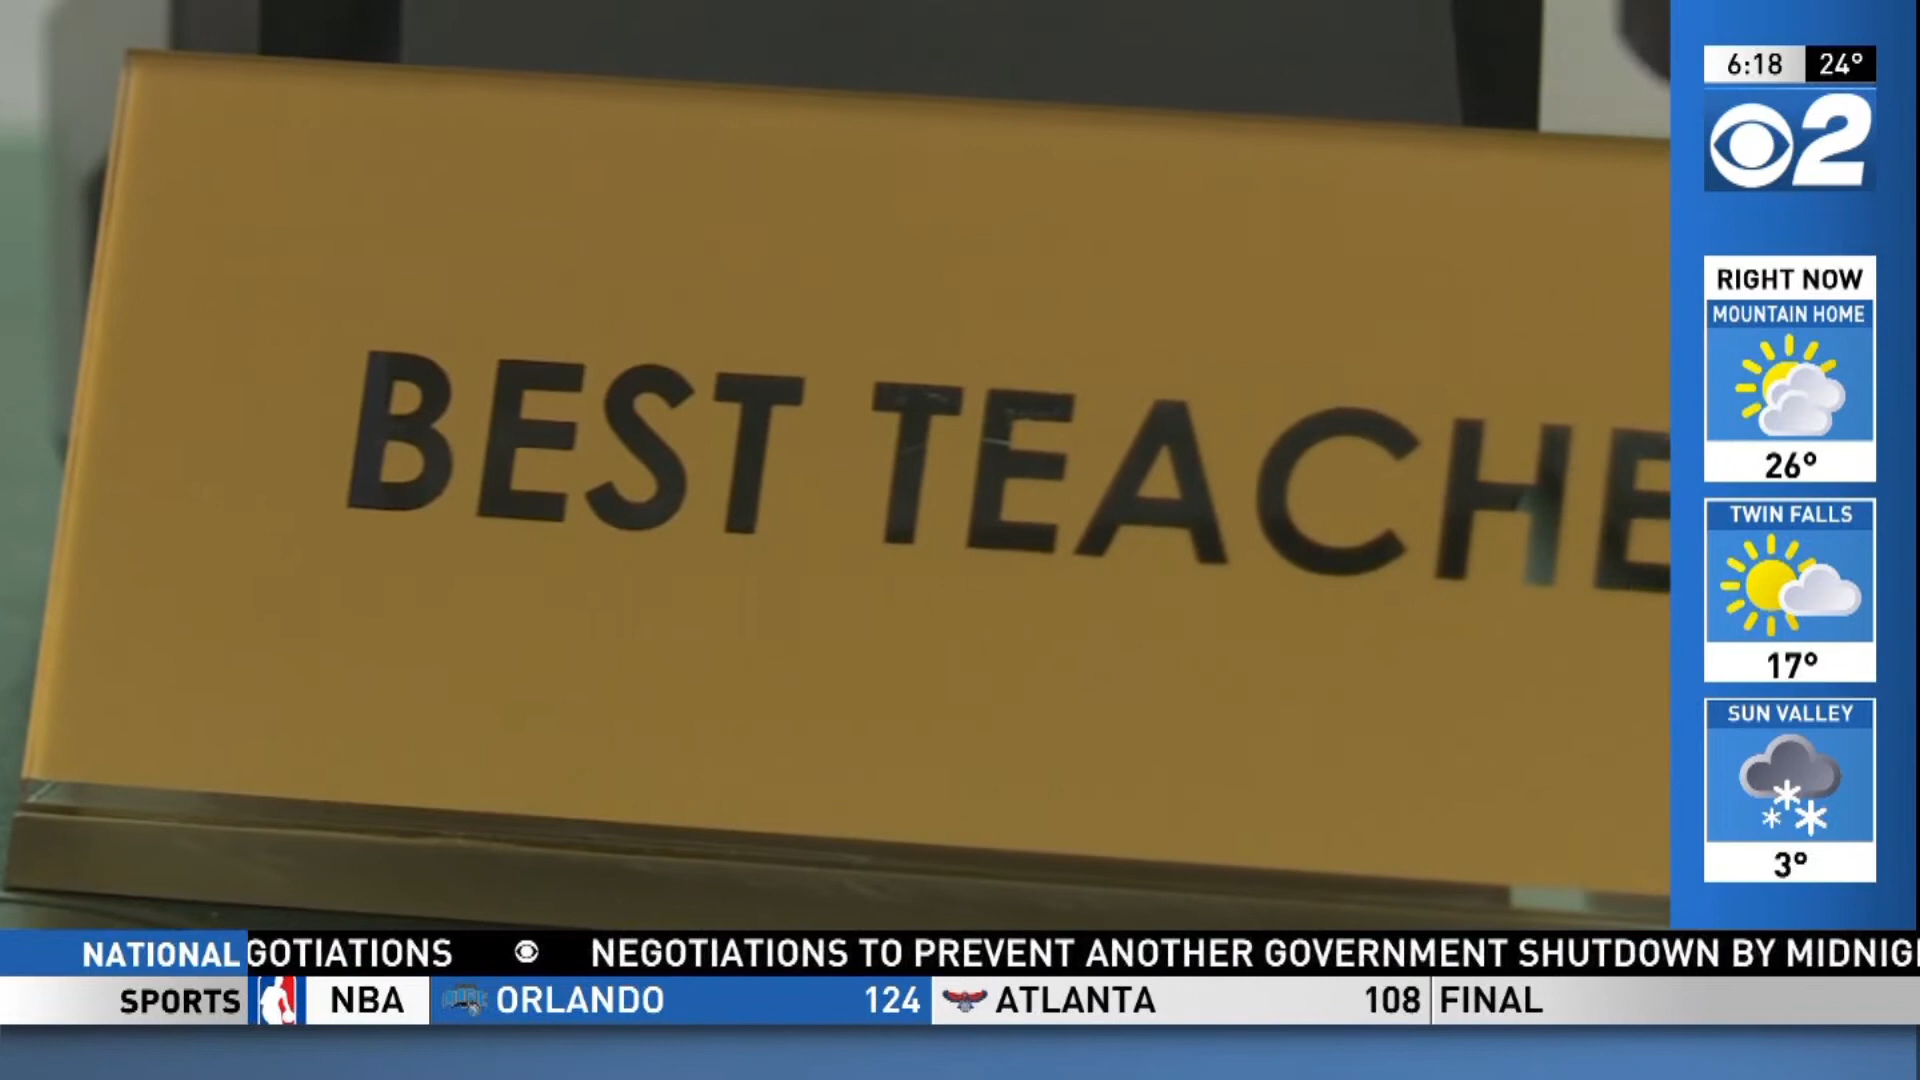 6:18 24°
2
BEST TEACHE
RIGHT NOW
MOUNTAIN HOME
26°
TWIN FALLS
17°
SUN VALLEY
3°
NATIONAL GOTIATIONS NEGOTIATIONS TO PREVENT ANOTHER GOVERNMENT SHUTDOWN BY MIDNIG
SPORTS NBA ORLANDO 124 ATLANTA 108 FINAL